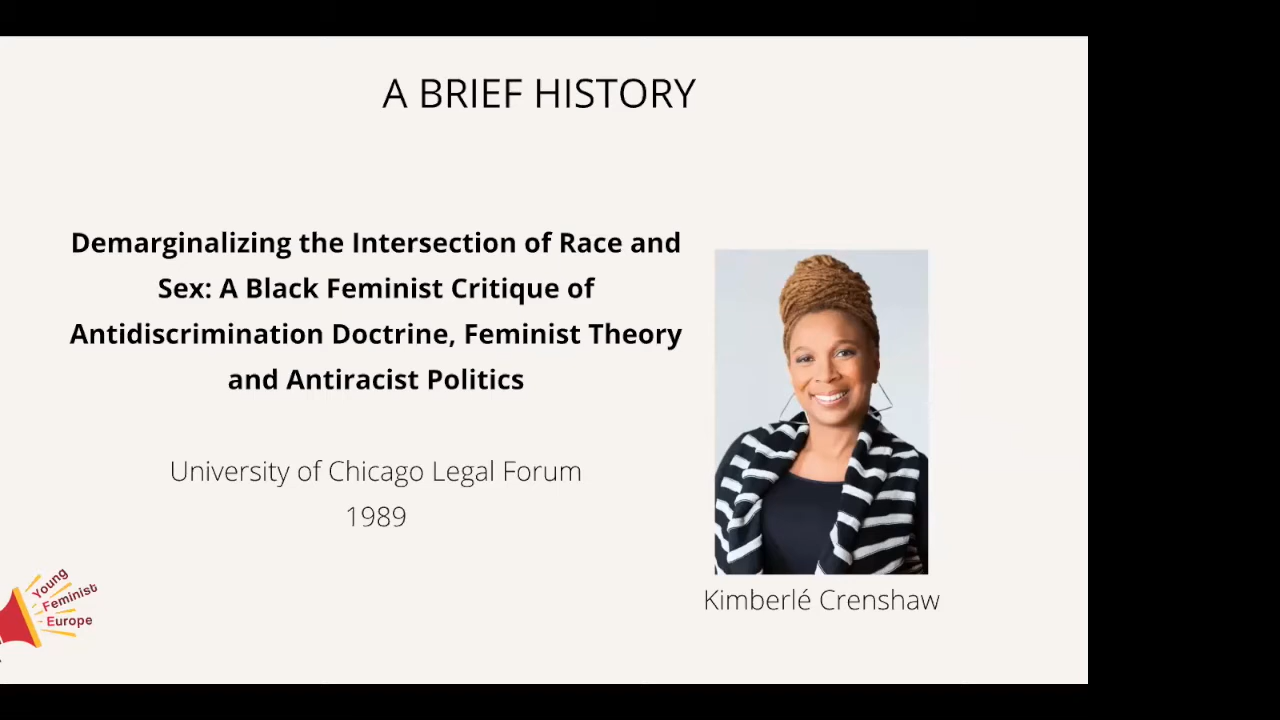 A BRIEF HISTORY
Demarginalizing the Intersection of Race and
Sex: A Black Feminist Critique of
Antidiscrimination Doctrine, Feminist Theory
and Antiracist Politics
University of Chicago Legal Forum
1989
Kimberlé Crenshaw
Young
Feminist
Europe